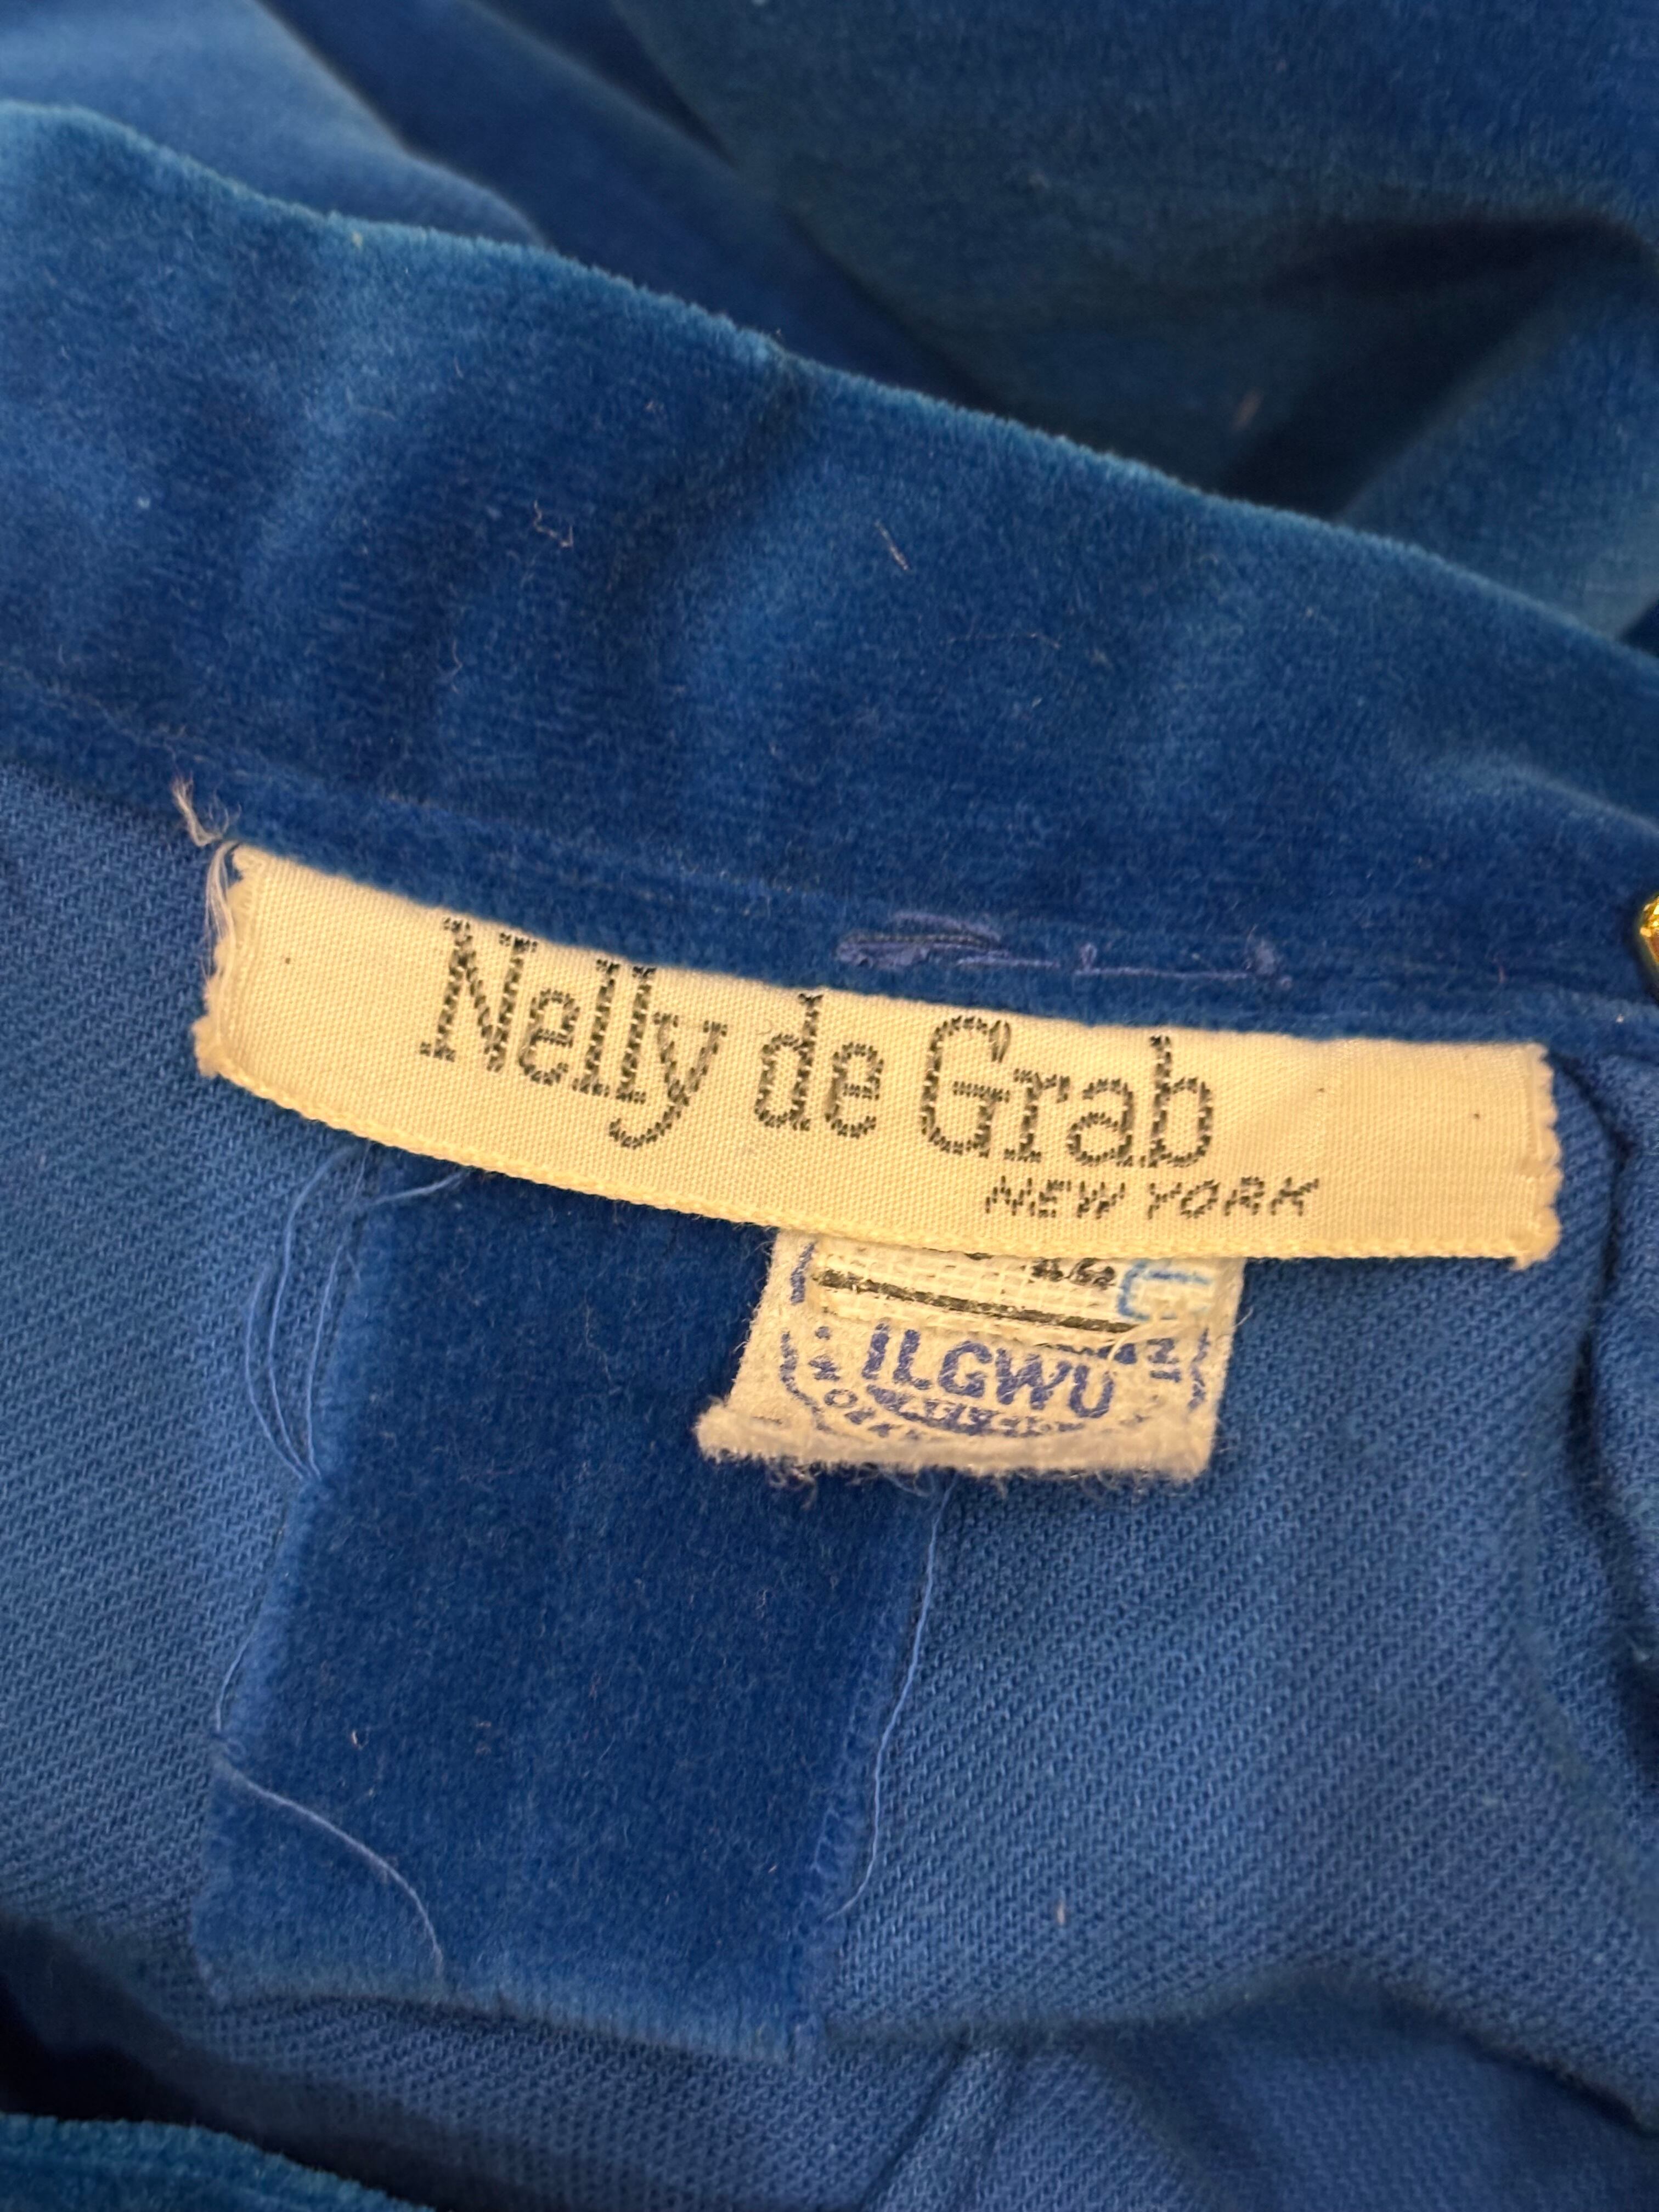 Nelly de Grab
NEW YORK
ILGWU